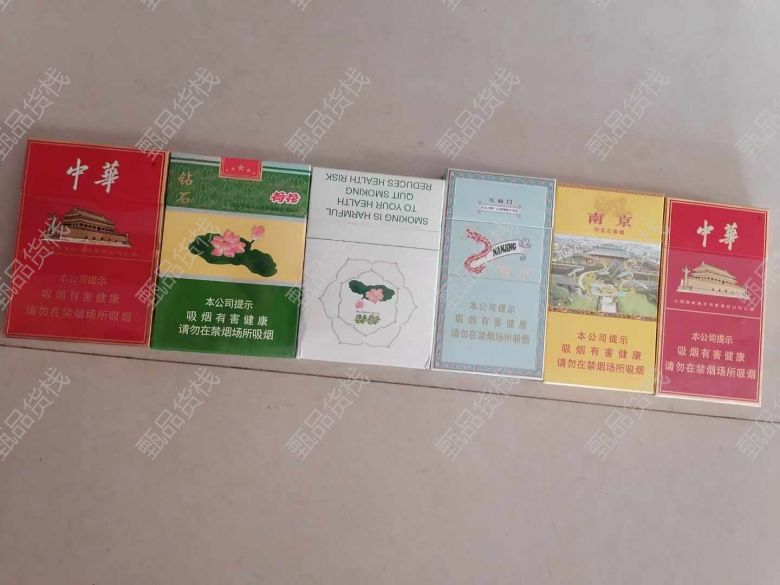 中華
本公司提示
吸烟有害健康
请勿在禁烟场所吸烟
钻石
荷花
本公司提示
吸烟有害健康
请勿在禁烟场所吸烟
SMOKING IS HARMFUL
TO YOUR HEALTH
QUIT SMOKING
REDUCES HEALTH RISK
NANJING
本公司提示
吸烟有害健康
请勿在禁烟场所吸烟
南京
本公司提示
吸烟有害健康
请勿在禁烟场所吸烟
中華
本公司提示
吸烟有害健康
请勿在禁烟场所吸烟
甄品货栈